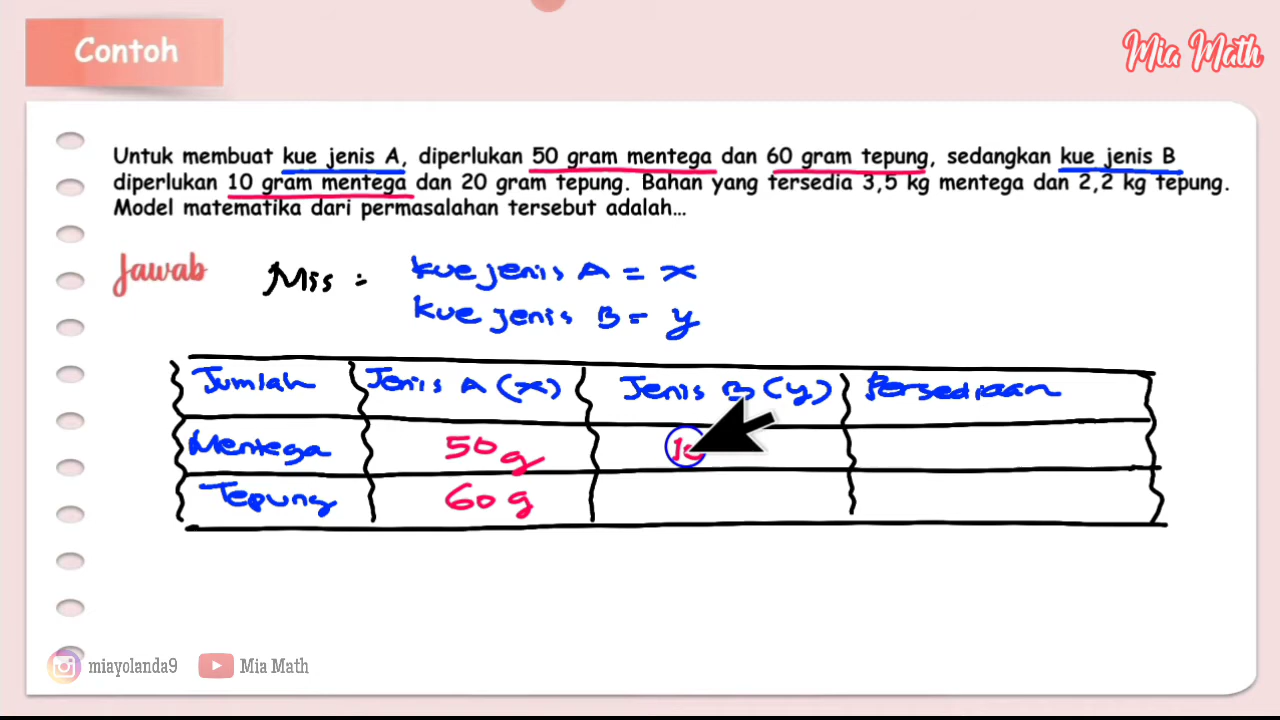 Contoh
Mia Math
Untuk membuat kue jenis A, diperlukan 50 gram mentega dan 60 gram tepung, sedangkan kue jenis B
diperlukan 10 gram mentega dan 20 gram tepung. Bahan yang tersedia 3,5 kg mentega dan 2,2 kg tepung.
Model matematika dari permasalahan tersebut adalah...
Jawab
Mis =
kue jenis A = x
kue jenis B = y
Jumlah Jenis A (x) Jenis B (y) Persediaan
Mentega 50 g
Tepung 60 g
miyolanda9 Mia Math